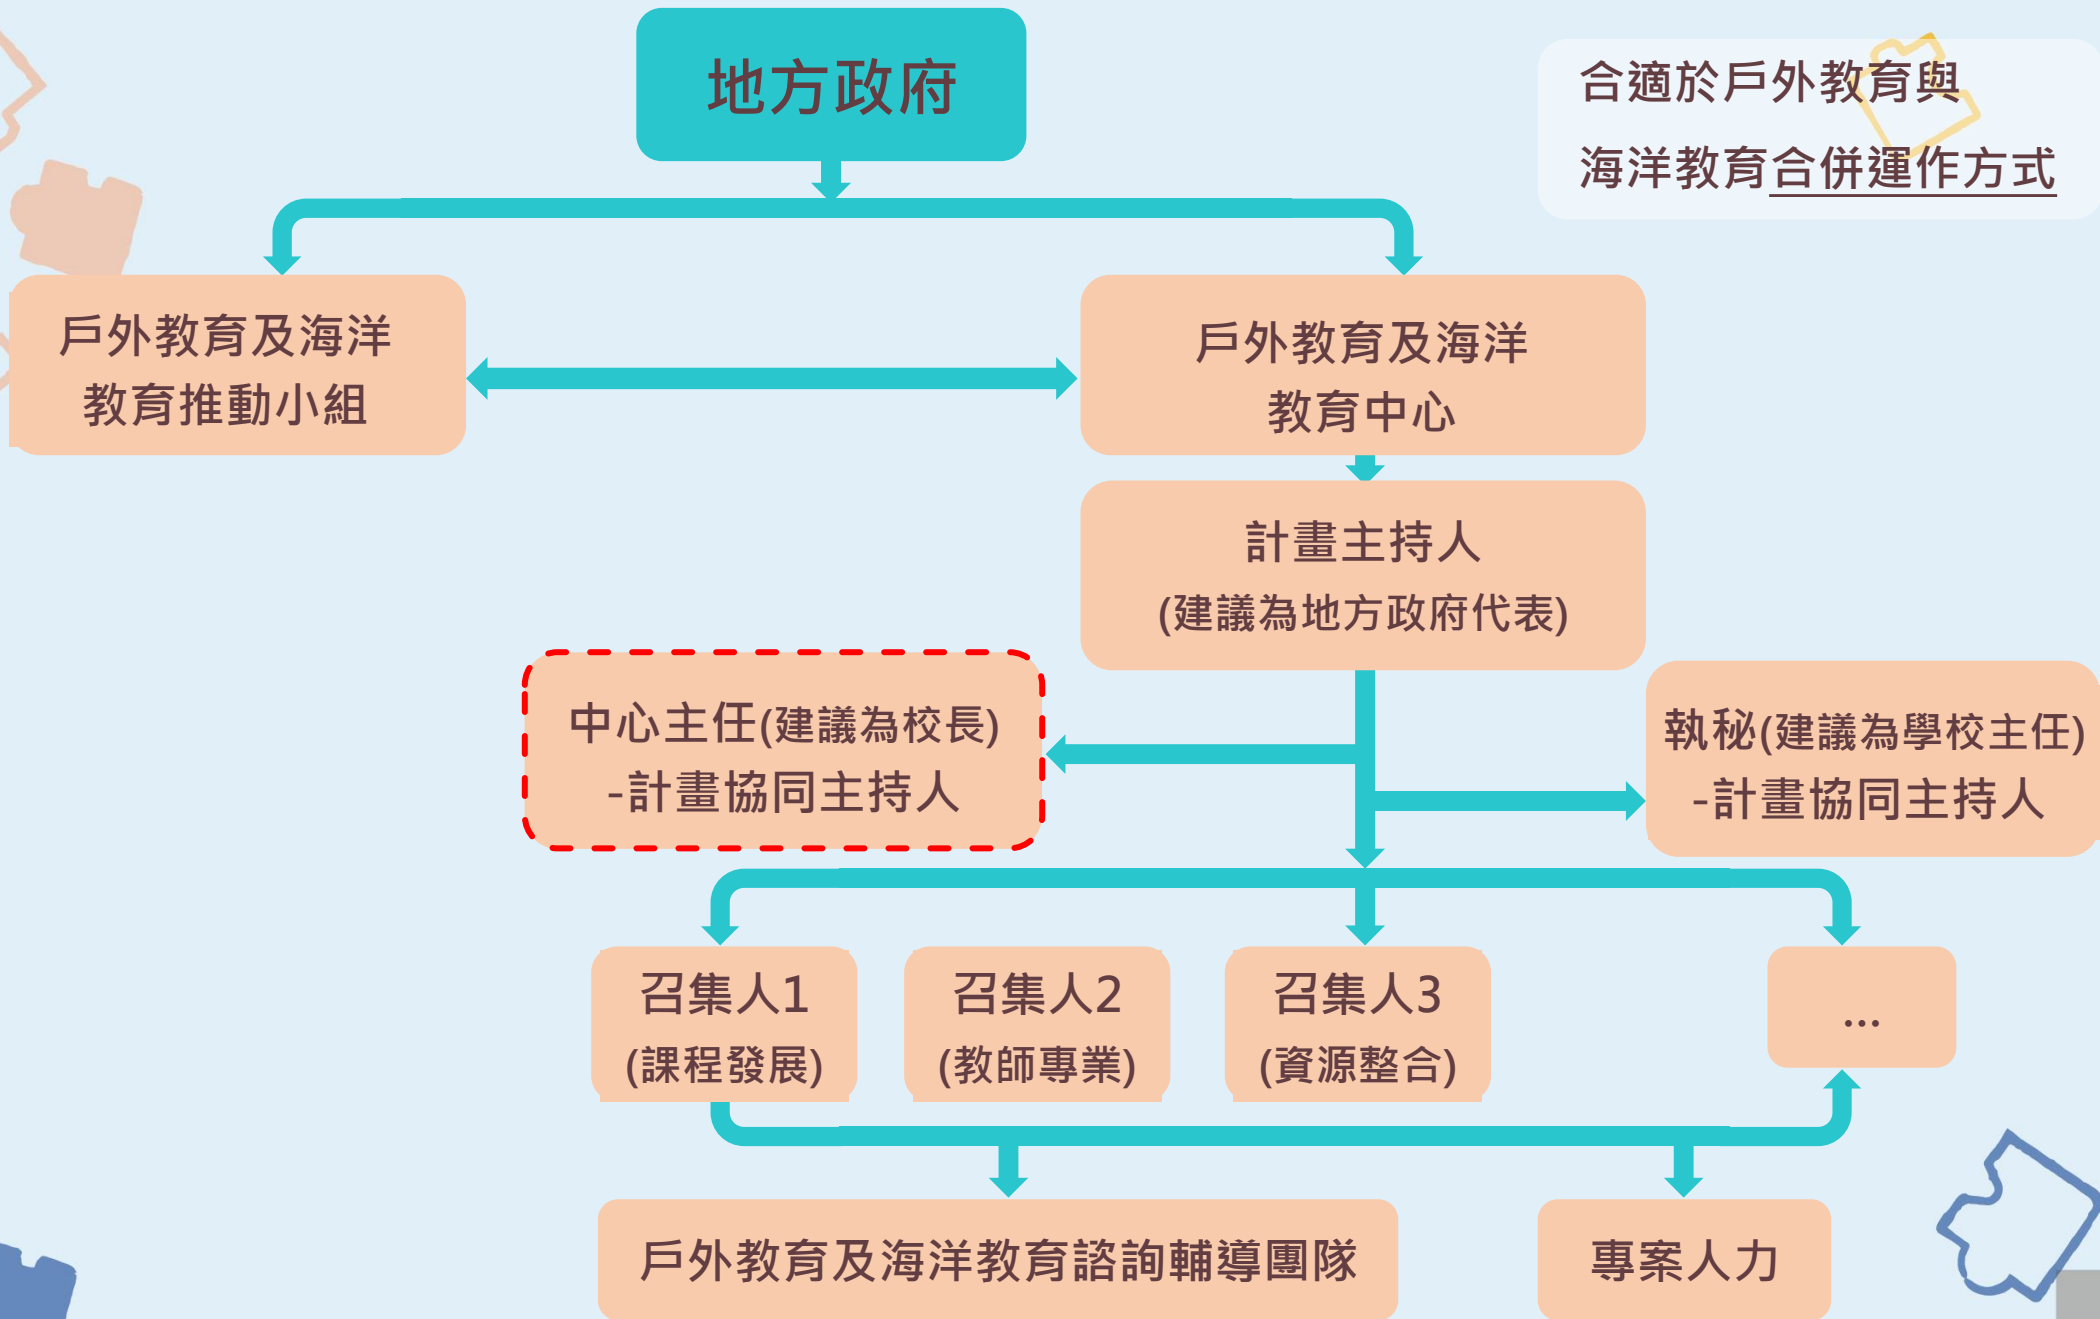 地方政府
合適於戶外教育與
海洋教育合併運作方式
戶外教育及海洋
教育推動小組
戶外教育及海洋
教育中心
計畫主持人
(建議為地方政府代表)
中心主任(建議為校長)
-計畫協同主持人
執秘(建議為學校主任)
-計畫協同主持人
召集人1
(課程發展)
召集人2
(教師專業)
召集人3
(資源整合)
...
戶外教育及海洋教育諮詢輔導團隊
專案人力